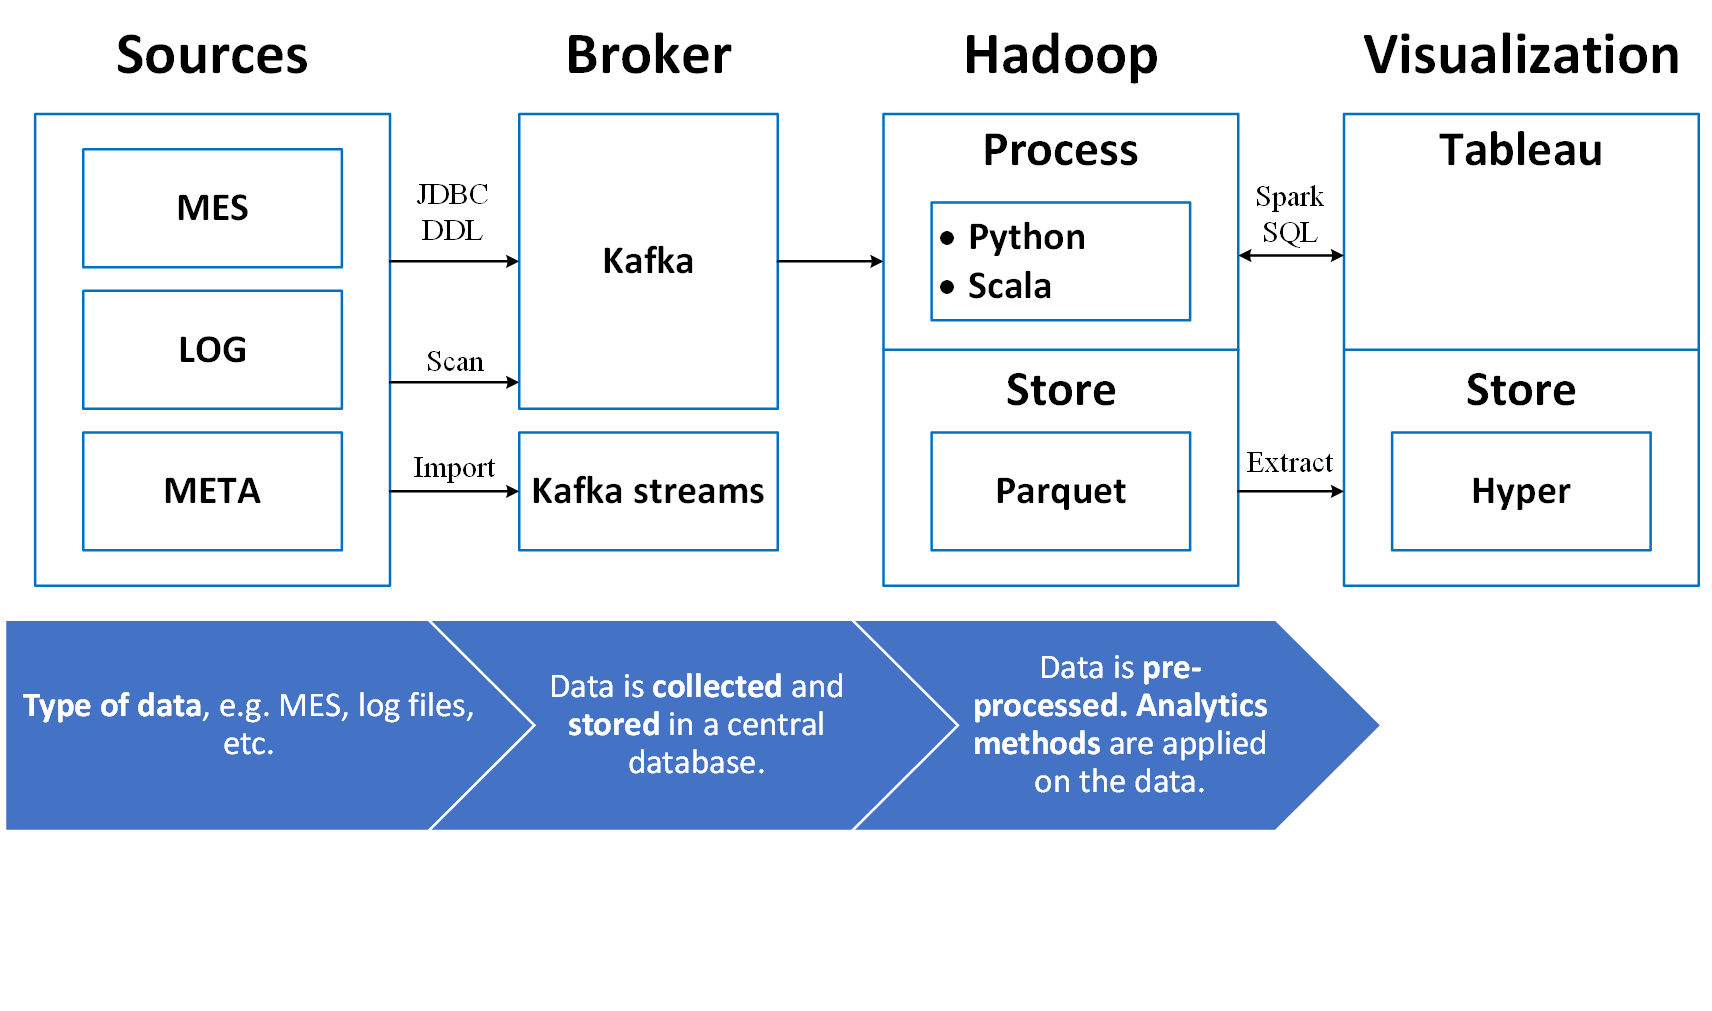 Sources
Broker
Hadoop
Visualization
MES
LOG
META
JDBC
DDL
Scan
Import
Kafka
Kafka streams
Process
• Python
• Scala
Store
Parquet
Spark
SQL
Extract
Tableau
Store
Hyper
Type of data, e.g. MES, log files,
etc.
Data is collected and
stored in a central
database.
Data is pre-
processed. Analytics
methods are applied
on the data.